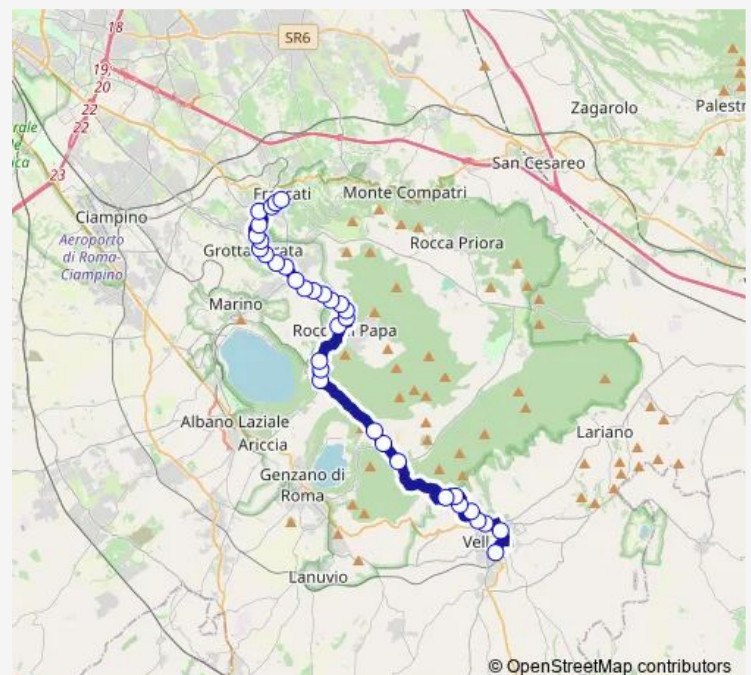 18
SR6
19
20
22
22
23
Zagarolo
San Cesareo
Monte Compatri
Ciampino
Rocca Priora
Aeroporto
di Roma-
Ciampino
Marino
Albano Laziale
Ariccia
Lariano
Genzano di
Roma
Lanuvio
© OpenStreetMap contributors